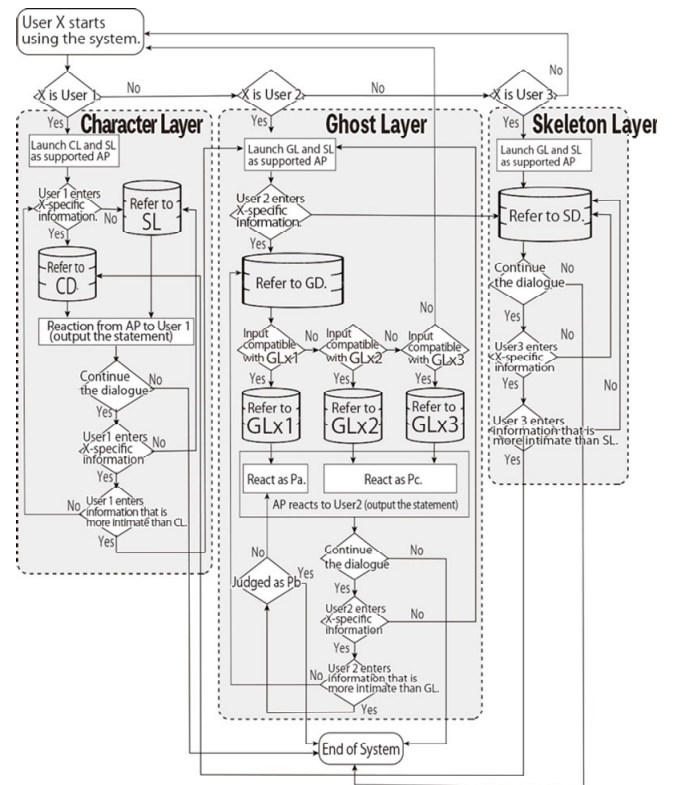 User X starts
using the system.
X is User 1
No
X is User 2
No
X is User 3
No
Yes
Yes
Yes
Character Layer
Ghost Layer
Skeleton Layer
Launch CL and SL
as supported AP
User 1 enters
X-specific
information.
No
Yes
Refer to
SL
Refer to
CD.
Reaction from AP to User 1
(output the statement)
Continue
the dialogue
No
Yes
User1 enters
X-specific
information
No
Yes
User 1 enters
information that is
more intimate than CL.
No
Yes
Launch GL and SL
as supported AP
User 2 enters
X-specific
information.
Yes
Refer to GD.
Input
compatible
with GLx1
No
Input
compatible
with GLx2
No
Input
compatible
with GLx3
No
Yes
Yes
Yes
Refer to
GLx1
Refer to
GLx2
Refer to
GLx3
React as Pa.
React as Pc.
AP reacts to User2 (output the statement)
No
Judged as Pb
Yes
Continue
the dialogue
No
Yes
User2 enters
X-specific
information
No
Yes
User 2 enters
information that is
more intimate than GL.
No
Yes
Launch GL and SL
as supported AP
Refer to SD.
Continue
the dialogue
No
Yes
User3 enters
X-specific
information
No
Yes
User 3 enters
information that is
more intimate than SL.
No
Yes
End of System